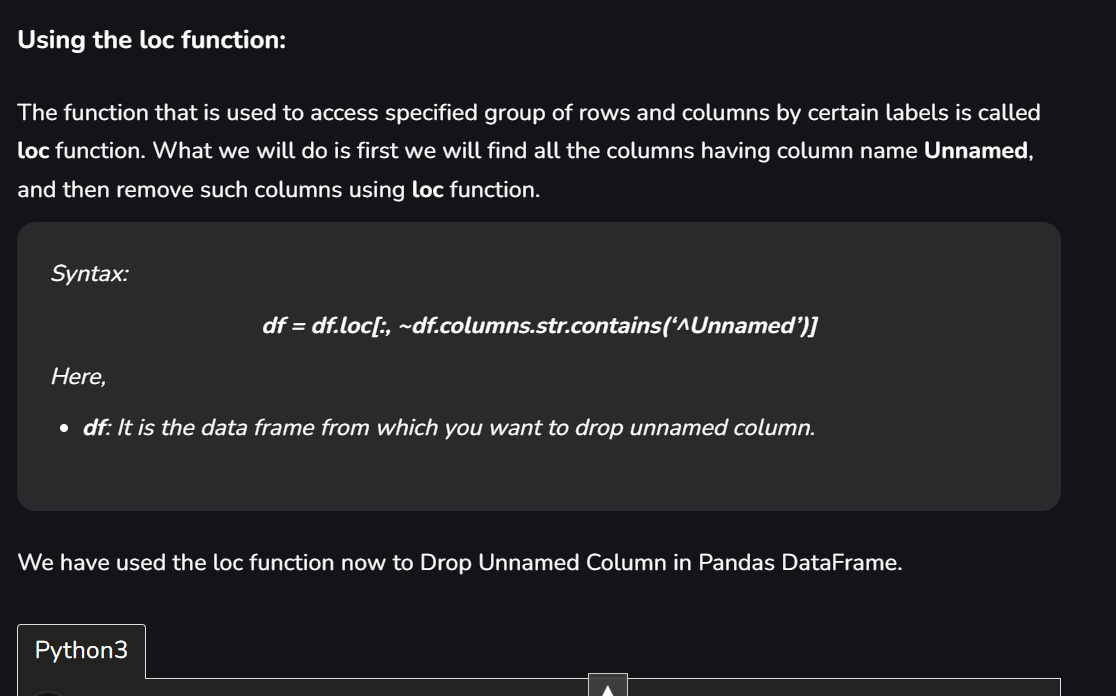 Using the loc function:
The function that is used to access specified group of rows and columns by certain labels is called
loc function. What we will do is first we will find all the columns having column name Unnamed,
and then remove such columns using loc function.
Syntax:
df = df.loc[:, ~df.columns.str.contains(‘^Unnamed’)]
Here,
• df: It is the data frame from which you want to drop unnamed column.
We have used the loc function now to Drop Unnamed Column in Pandas DataFrame.
Python3